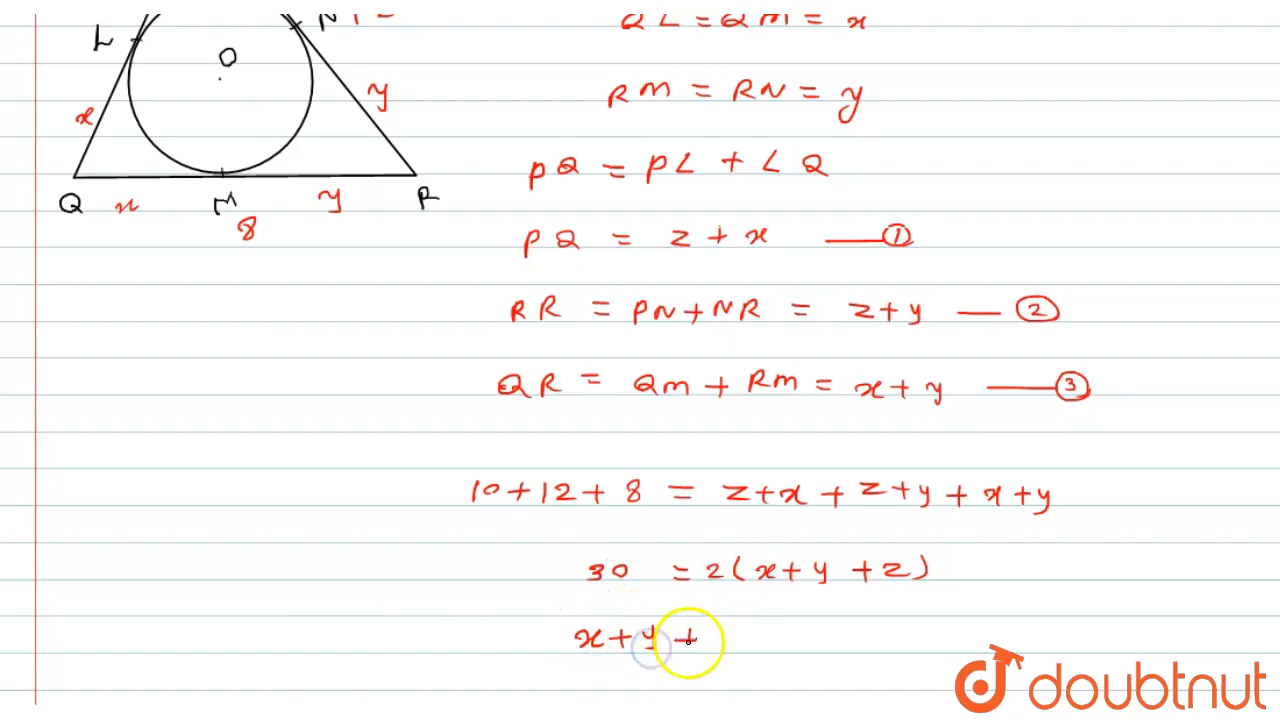 QL = QM = x
L
N
O
RM = RN = y
y
x
PQ = PL + LQ
Q x M y R
8
PQ = z + x —— ①
RR = PN + NR = z + y —— ②
QR = QM + RM = x + y —— ③
10 + 12 + 8 = z + x + z + y + x + y
30 = 2(x + y + z)
x + y +
doubtnut